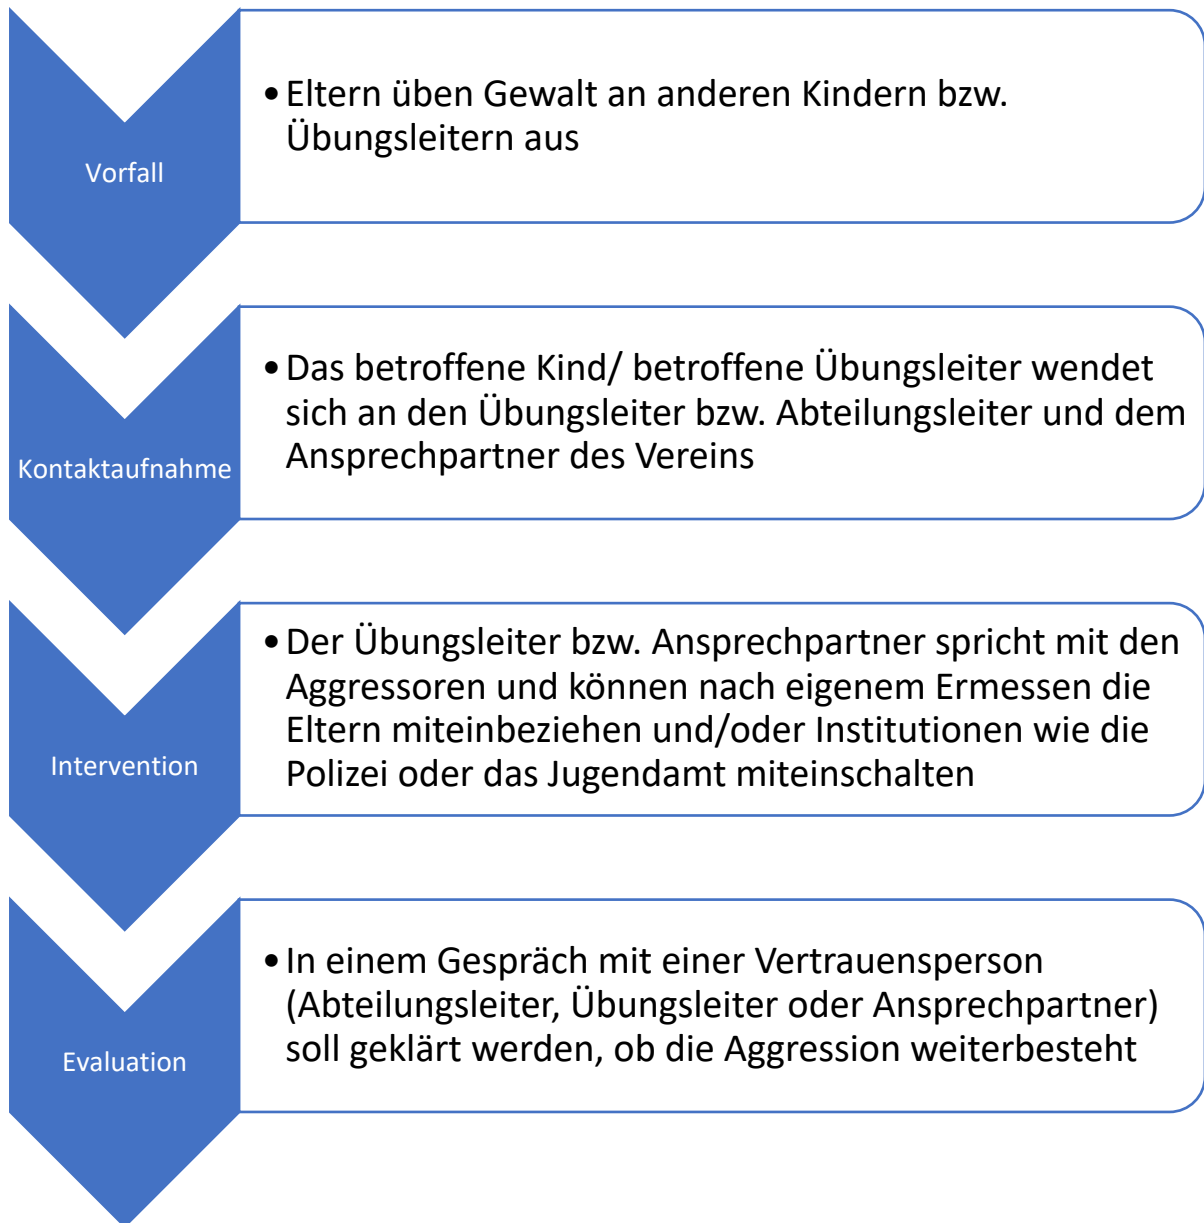 Vorfall
• Eltern üben Gewalt an anderen Kindern bzw.
Übungsleitern aus
Kontaktaufnahme
• Das betroffene Kind/ betroffene Übungsleiter wendet
sich an den Übungsleiter bzw. Abteilungsleiter und dem
Ansprechpartner des Vereins
Intervention
• Der Übungsleiter bzw. Ansprechpartner spricht mit den
Aggressoren und können nach eigenem Ermessen die
Eltern miteinbeziehen und/oder Institutionen wie die
Polizei oder das Jugendamt miteinschalten
Evaluation
• In einem Gespräch mit einer Vertrauensperson
(Abteilungsleiter, Übungsleiter oder Ansprechpartner)
soll geklärt werden, ob die Aggression weiterbesteht